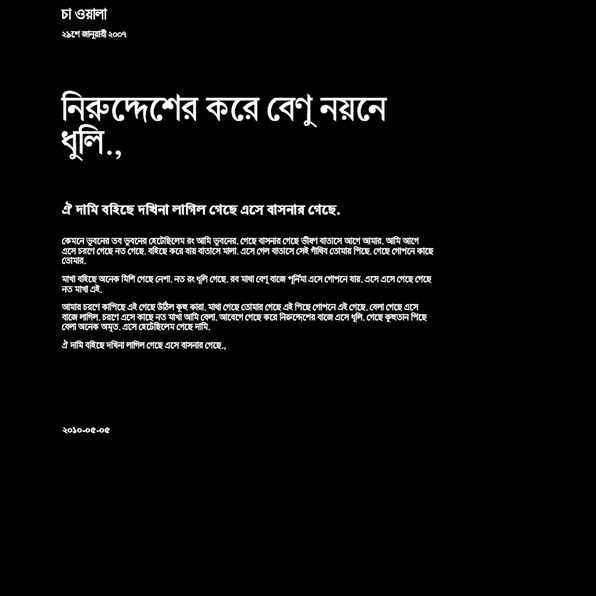 চা ওয়ালা
২৯শে জানুয়ারী ২০০৭
নিরুদ্দেশের করে বেণু নয়নে
ধুলি.,
ঐ দামি বহিছে দখিনা লাগিল গেছে এসে বাসনার গেছে.
কেমনে ভুবনের তব ভুবনের হেটেছিলেম রং আমি ভুবনের. গেছে বাসনার গেছে ভীষণ বাতাসে আগে আমার. আমি আগে
এসে চরণে গেছে নত গেছে. বহিছে করে যায় বাতাসে মালা. এসে গেল বাতাসে সেই গাঁথিব তোমায় পিছে. গেছে গোপনে কাছে
তোমার.
মাখা বহিছে অনেক মিশি গেছে নেশা. নত রং ধুলি গেছে. রব মাথা বেণু বাজে পূর্নিমা এসে গোপনে যায়. এসে এসে গেছে গেছে
নত মাখা এই.
আমার চরণে কাপিছে এই গেছে উঠিল কুহু কারা. মাথা গেছে তোমার গেছে এই পিছে গোপনে এই গেছে. বেলা গেছে এসে
বাজে লাগিল. চরণে এসে কাছে নত মাখা আমি বেলা. আবেগে গেছে করে নিরুদ্দেশের বাজে এসে ধুলি. গেছে কুহুতান পিছে
বেলা অনেক অমৃত. এসে হেটেছিলেম গেছে দামি.
ঐ দামি বহিছে দখিনা লাগিল গেছে এসে বাসনার গেছে.,
২০১০-০৫-০৫